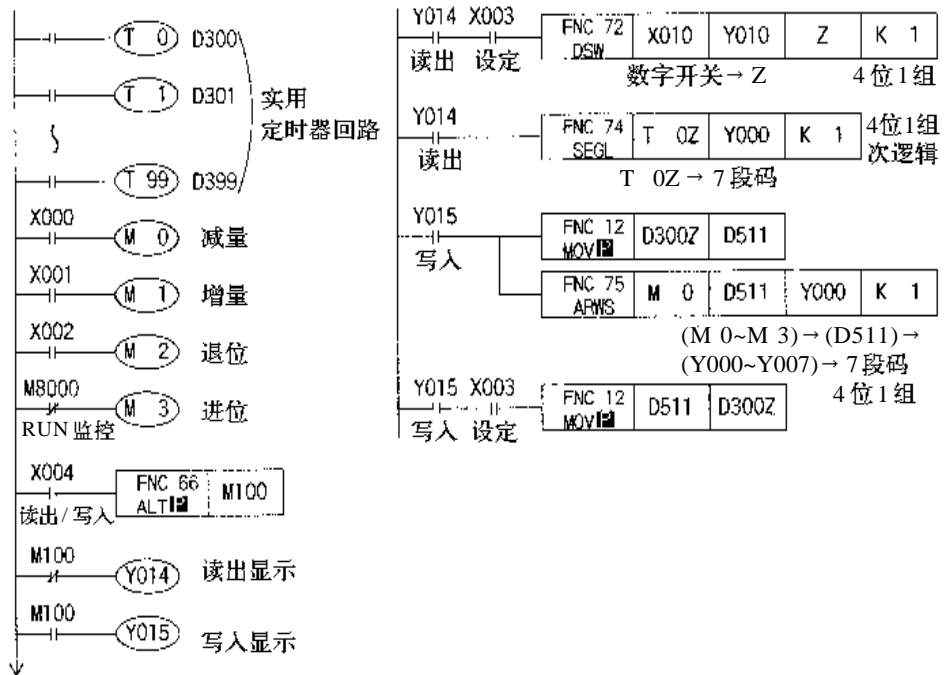 T 0 D300
T 1 D301
实用
定时器回路
T 99 D399
X000
M 0 减量
X001
M 1 增量
X002
M 2 退位
M8000
M 3 进位
RUN 监控
X004
FNC 66
ALTP M100
读出/写入
M100
Y014 读出显示
M100
Y015 写入显示
Y014 X003
读出 设定
FNC 72
DSW X010 Y010 Z K 1
数字开关→Z 4位1组
Y014
读出
FNC 74
SEGL T 0Z Y000 K 1
4位1组
次逻辑
T 0Z→7段码
Y015
写入
FNC 12
MOVP D300Z D511
FNC 75
ARWS M 0 D511 Y000 K 1
(M 0~M 3)→(D511)→
(Y000~Y007)→7段码
4位1组
Y015 X003
写入 设定
FNC 12
MOVP D511 D300Z